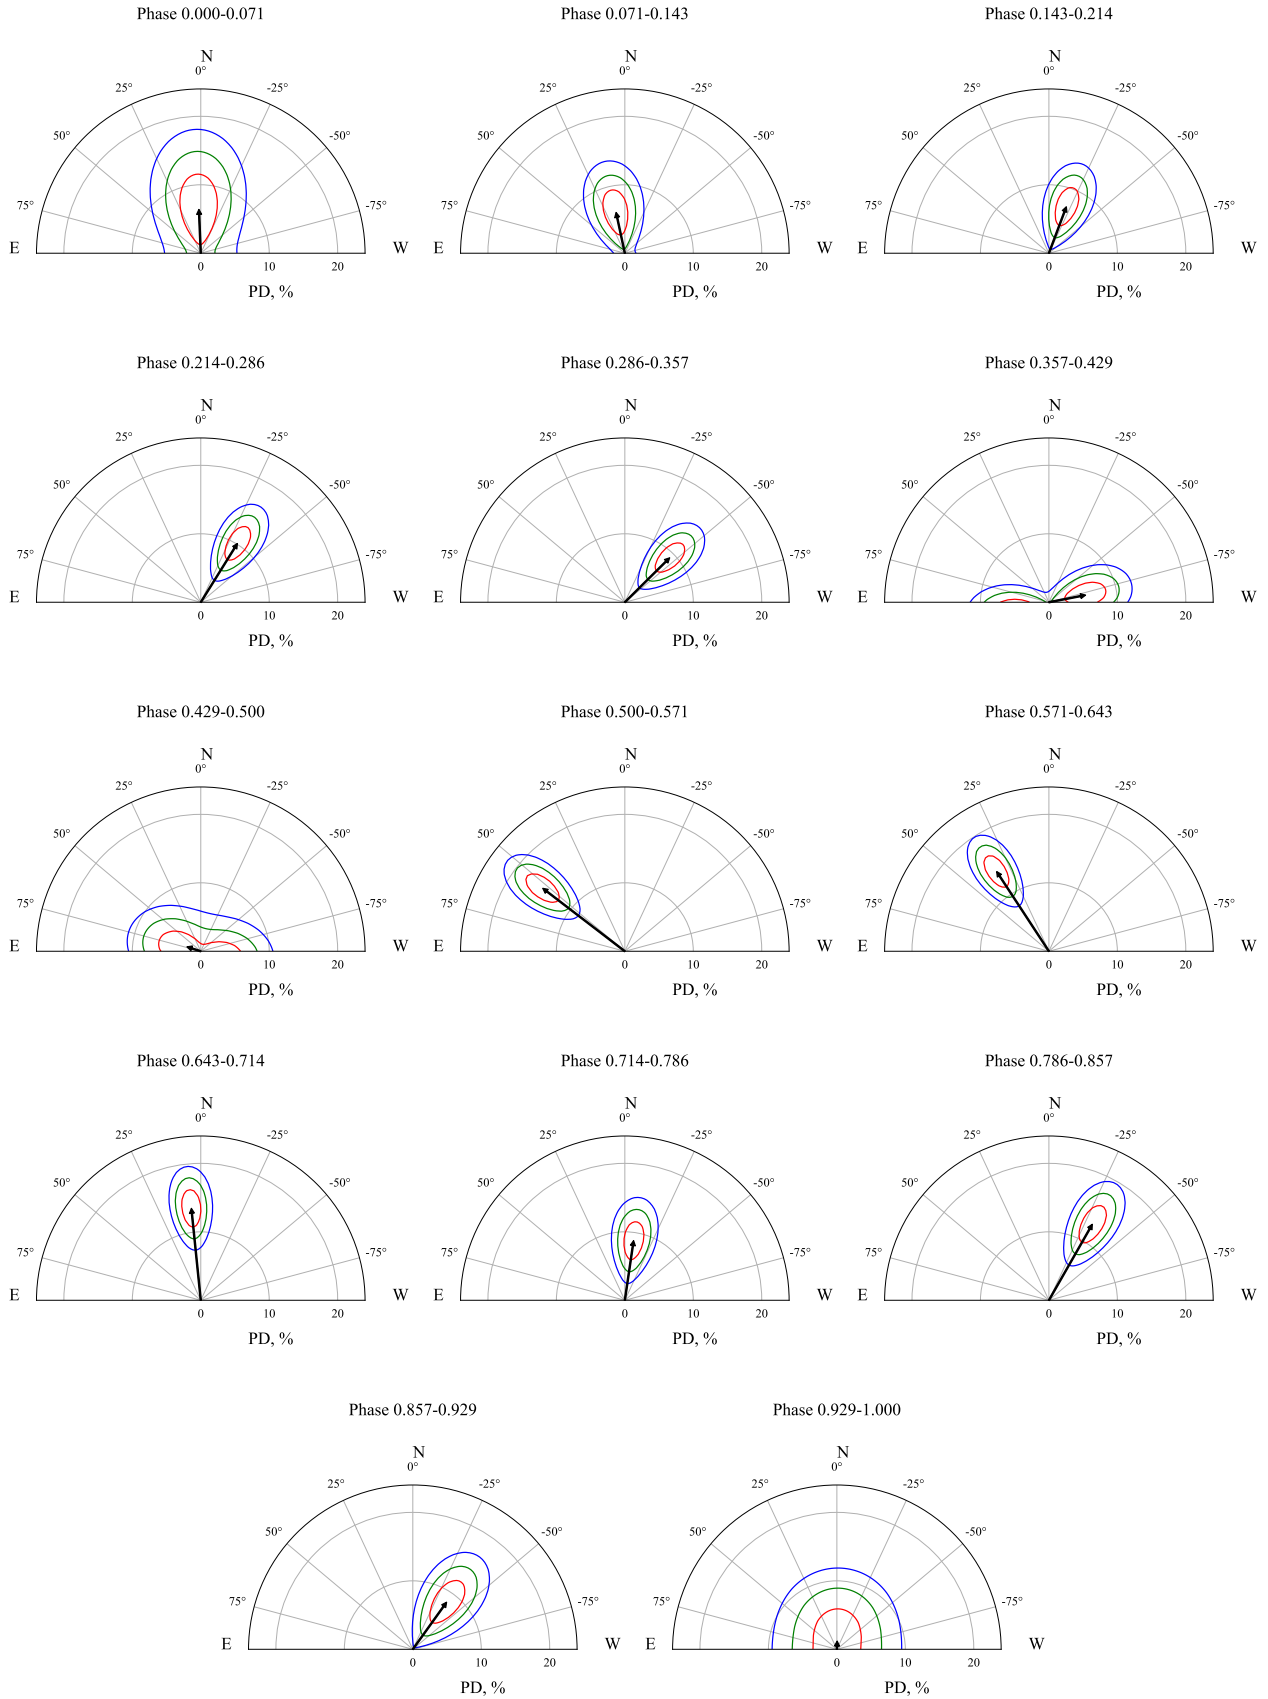 Phase 0.000-0.071
Phase 0.071-0.143
Phase 0.143-0.214
N
N
N
0°
0°
0°
25°
-25°
25°
-25°
25°
-25°
50°
-50°
50°
-50°
50°
-50°
75°
-75°
75°
-75°
75°
-75°
E
W
E
W
E
W
0 10 20
0 10 20
0 10 20
PD, %
PD, %
PD, %
Phase 0.214-0.286
Phase 0.286-0.357
Phase 0.357-0.429
N
N
N
0°
0°
0°
25°
-25°
25°
-25°
25°
-25°
50°
-50°
50°
-50°
50°
-50°
75°
-75°
75°
-75°
75°
-75°
E
W
E
W
E
W
0 10 20
0 10 20
0 10 20
PD, %
PD, %
PD, %
Phase 0.429-0.500
Phase 0.500-0.571
Phase 0.571-0.643
N
N
N
0°
0°
0°
25°
-25°
25°
-25°
25°
-25°
50°
-50°
50°
-50°
50°
-50°
75°
-75°
75°
-75°
75°
-75°
E
W
E
W
E
W
0 10 20
0 10 20
0 10 20
PD, %
PD, %
PD, %
Phase 0.643-0.714
Phase 0.714-0.786
Phase 0.786-0.857
N
N
N
0°
0°
0°
25°
-25°
25°
-25°
25°
-25°
50°
-50°
50°
-50°
50°
-50°
75°
-75°
75°
-75°
75°
-75°
E
W
E
W
E
W
0 10 20
0 10 20
0 10 20
PD, %
PD, %
PD, %
Phase 0.857-0.929
Phase 0.929-1.000
N
N
0°
0°
25°
-25°
25°
-25°
50°
-50°
50°
-50°
75°
-75°
75°
-75°
E
W
E
W
0 10 20
0 10 20
PD, %
PD, %